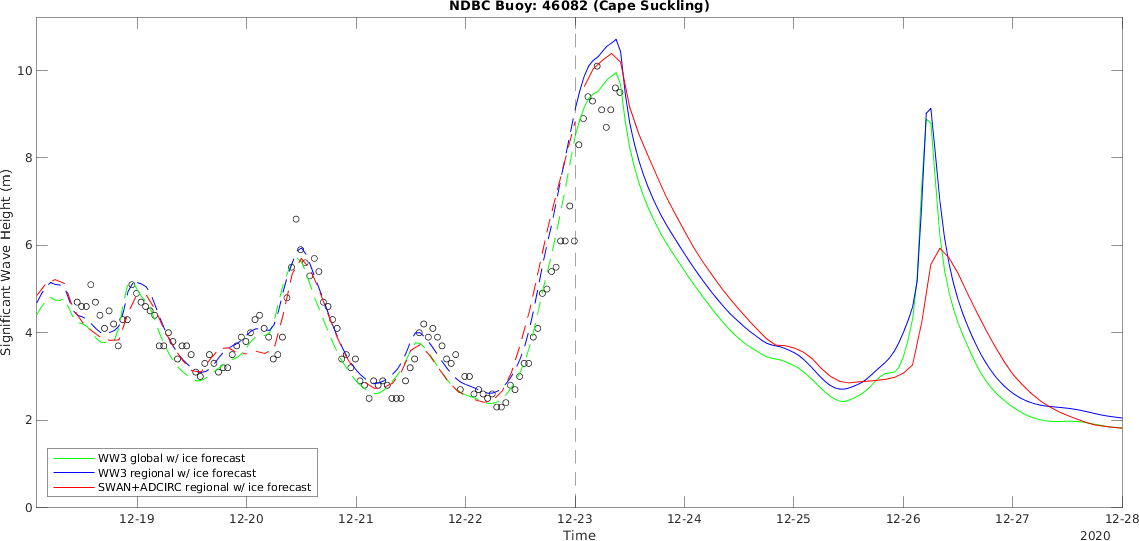 NDBC Buoy: 46082 (Cape Suckling)
Significant Wave Height (m)
10
8
6
4
2
0
WW3 global w/ ice forecast
WW3 regional w/ ice forecast
SWAN+ADCIRC regional w/ ice forecast
12-19 12-20 12-21 12-22 12-23 12-24 12-25 12-26 12-27 12-28
Time 2020